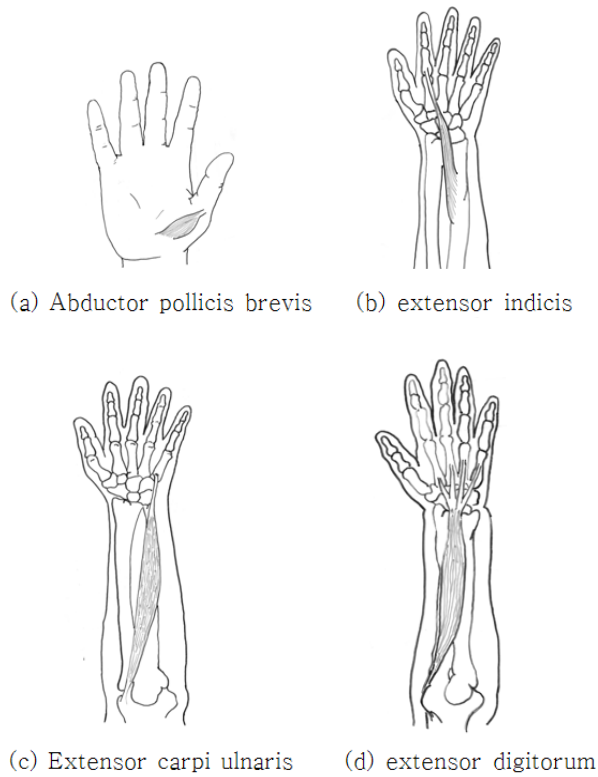 (a) Abductor pollicis brevis
(b) extensor indicis
(c) Extensor carpi ulnaris
(d) extensor digitorum